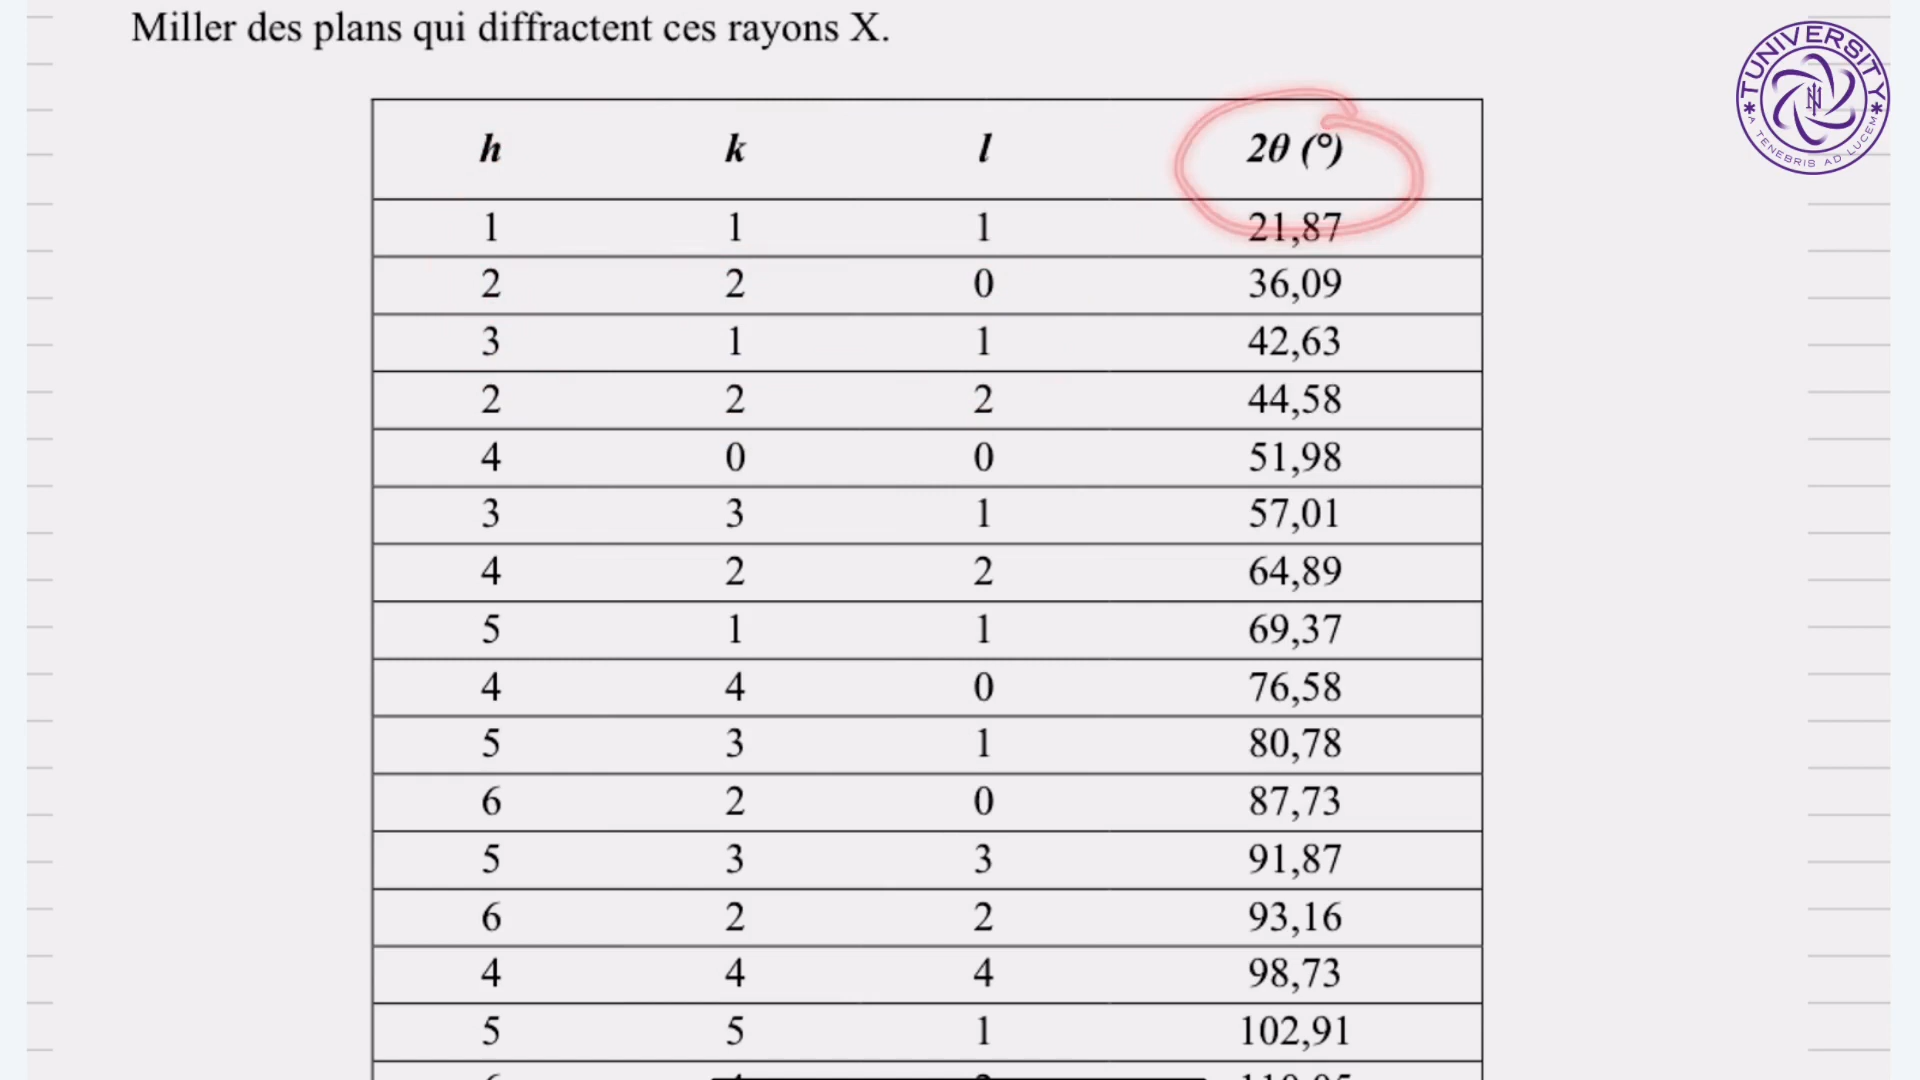 Miller des plans qui diffractent ces rayons X.
TUNIVERSITY
A TENEBRIS AD LUCEM
h k l 2θ (°)
1 1 1 21,87
2 2 0 36,09
3 1 1 42,63
2 2 2 44,58
4 0 0 51,98
3 3 1 57,01
4 2 2 64,89
5 1 1 69,37
4 4 0 76,58
5 3 1 80,78
6 2 0 87,73
5 3 3 91,87
6 2 2 93,16
4 4 4 98,73
5 5 1 102,91